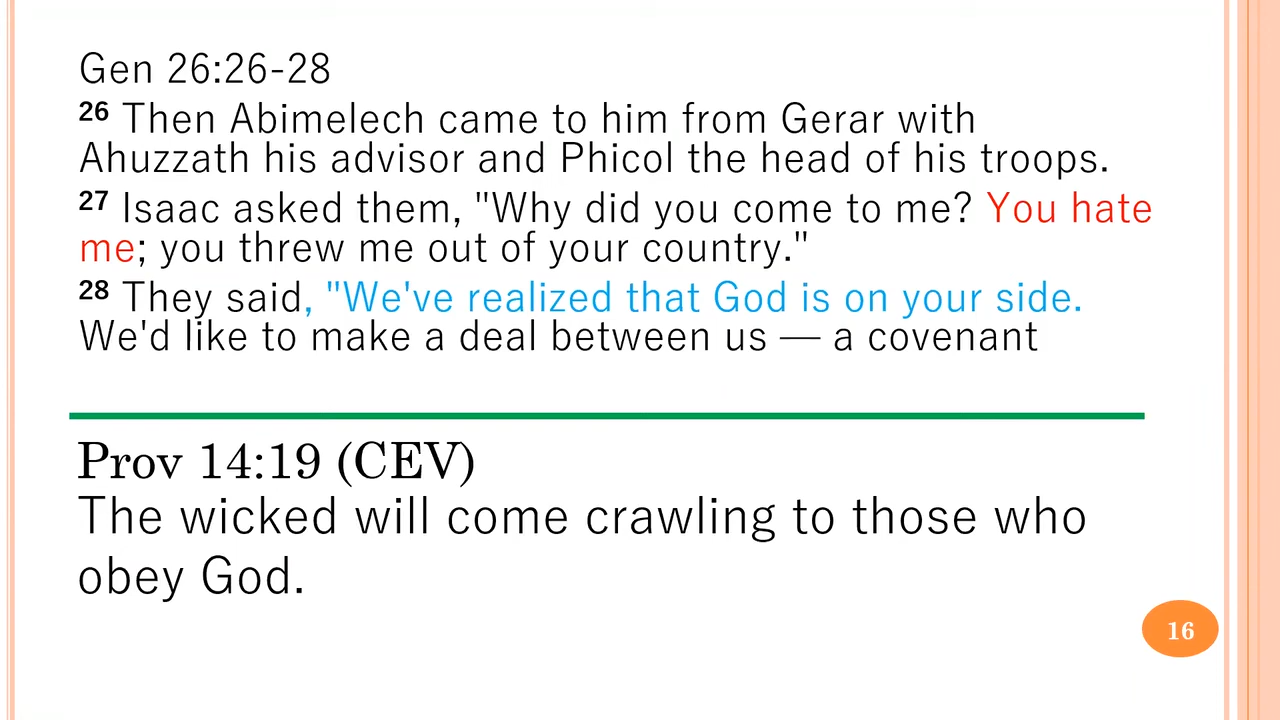 Gen 26:26-28
26 Then Abimelech came to him from Gerar with
Ahuzzath his advisor and Phicol the head of his troops.
27 Isaac asked them, "Why did you come to me? You hate
me; you threw me out of your country."
28 They said, "We've realized that God is on your side.
We'd like to make a deal between us — a covenant
Prov 14:19 (CEV)
The wicked will come crawling to those who
obey God.
16